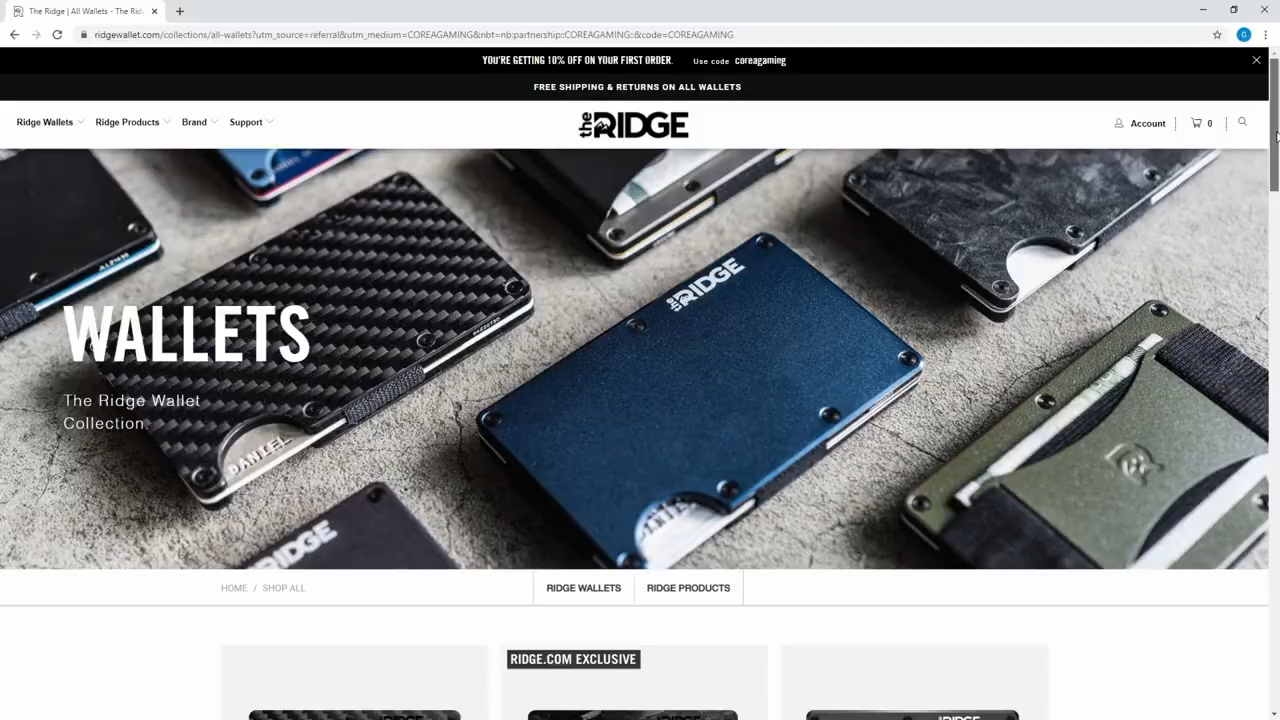 The Ridge | All Wallets - The Rid
ridgewallet.com/collections/all-wallets?utm_source=referral&utm_medium=COREAGAMING&nbt=nb:partnership::COREAGAMING::&code=COREAGAMING
G
YOU'RE GETTING 10% OFF ON YOUR FIRST ORDER. Use code coreagaming
FREE SHIPPING & RETURNS ON ALL WALLETS
Ridge Wallets Ridge Products Brand Support
the RIDGE
Account 0
the RIDGE
WALLETS
The Ridge Wallet
Collection.
DANIEL
DANIEL
RIDGE
HOME / SHOP ALL RIDGE WALLETS RIDGE PRODUCTS
RIDGE.COM EXCLUSIVE